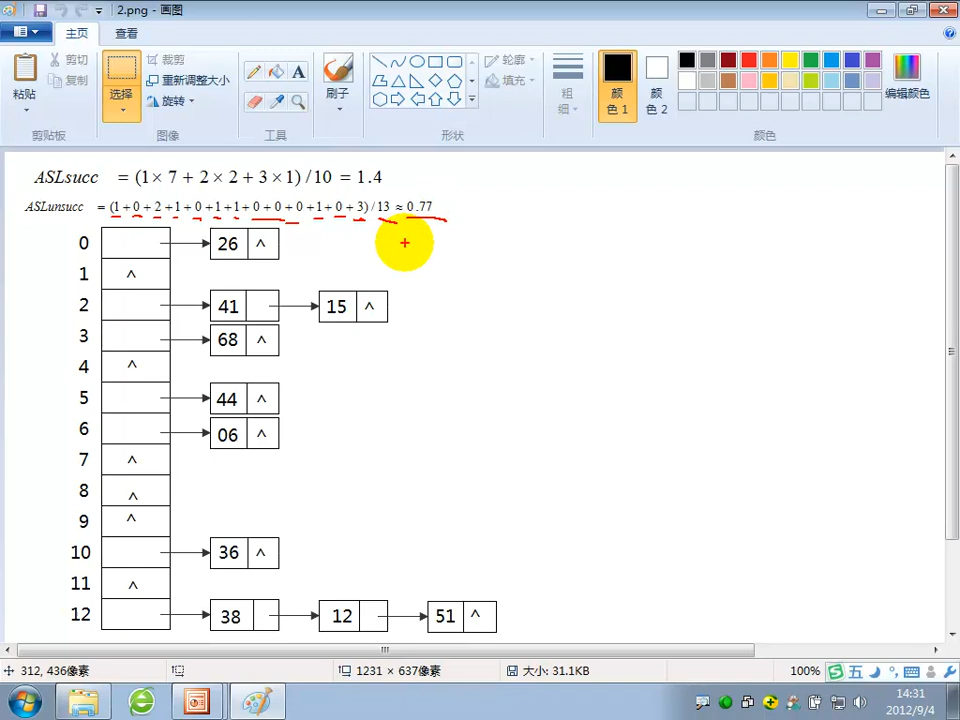 2.png - 画图
主页
查看
粘贴
剪切
复制
剪贴板
选择
裁剪
重新调整大小
旋转
图像
A
工具
刷子
轮廓
填充
形状
粗细
颜色 1
颜色 2
编辑颜色
颜色
ASLsucc = (1× 7 + 2 × 2 + 3 × 1) / 10 = 1.4
ASLunsucc = (1 + 0 + 2 + 1 + 0 + 1 + 1 + 0 + 0 + 0 + 1 + 0 + 3) / 13 ≈ 0.77
0 26 ^
1 ^
2 41 15 ^
3 68 ^
4 ^
5 44 ^
6 06 ^
7 ^
8 ^
9 ^
10 36 ^
11 ^
12 38 12 51 ^
312, 436像素
1231 × 637像素
大小: 31.1KB
100%
五
14:31
2012/9/4